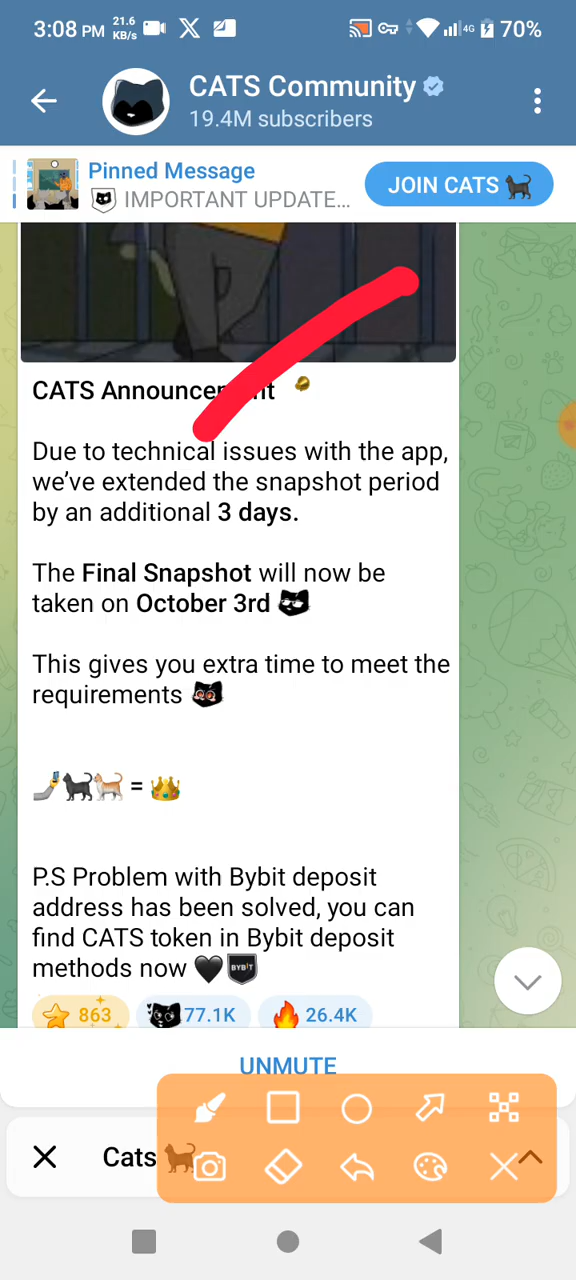 3:08 PM 21.6 KB/s 4G 70%
CATS Community
19.4M subscribers
Pinned Message
IMPORTANT UPDATE...
JOIN CATS 🐈‍⬛
CATS Announcement
Due to technical issues with the app,
we've extended the snapshot period
by an additional 3 days.
The Final Snapshot will now be
taken on October 3rd
This gives you extra time to meet the
requirements
🤳🐈‍⬛🐈 = 👑
P.S Problem with Bybit deposit
address has been solved, you can
find CATS token in Bybit deposit
methods now 🖤 BYBIT
863 77.1K 🔥 26.4K
UNMUTE
Cats 🐈‍⬛